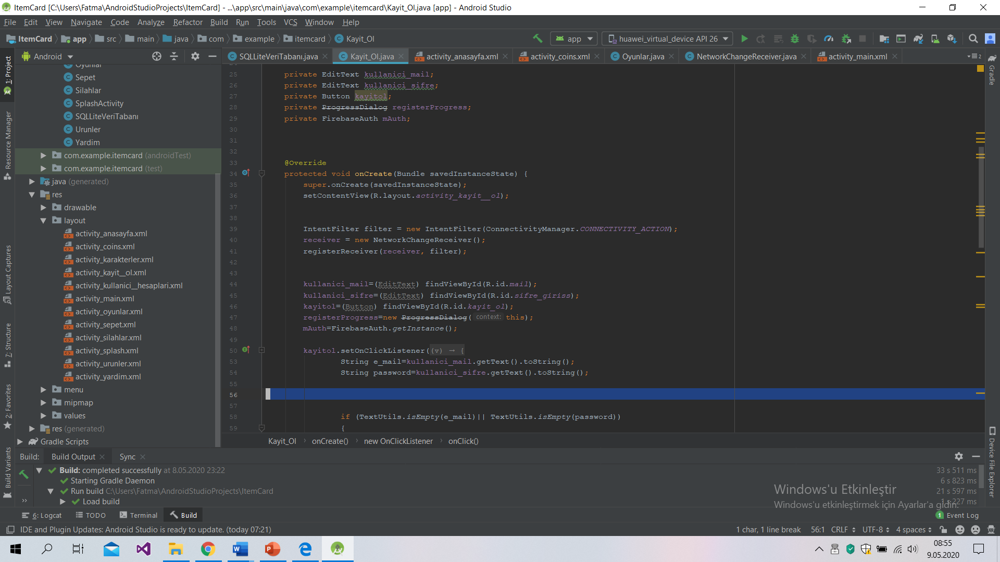 ItemCard [C:\Users\Fatma\AndroidStudioProjects\ItemCard] - ...\app\src\main\java\com\example\itemcard\Kayit_Ol.java [app] - Android Studio
File Edit View Navigate Code Analyze Refactor Build Run Tools VCS Window Help
ItemCard app src main java com example itemcard Kayit_Ol app huawei_virtual_device API 26
Android SQLLiteVeriTabanı.java Kayit_Ol.java activity_anasayfa.xml activity_coins.xml Oyunlar.java NetworkChangeReceiver.java activity_main.xml 2
1: Project
Resource Manager
Layout Captures
7: Structure
2: Favorites
Build Variants
Gradle
Device File Explorer
Oyunlar
Sepet
Silahlar
SplashActivity
SQLLiteVeriTabanı
Urunler
Yardim
com.example.itemcard (androidTest)
com.example.itemcard (test)
java (generated)
res
drawable
layout
activity_anasayfa.xml
activity_coins.xml
activity_karakterler.xml
activity_kayit__ol.xml
activity_kullanici__hesaplari.xml
activity_main.xml
activity_oyunlar.xml
activity_sepet.xml
activity_silahlar.xml
activity_splash.xml
activity_urunler.xml
activity_yardim.xml
menu
mipmap
values
res (generated)
Gradle Scripts
25 private EditText kullanici_mail;
26 private EditText kullanici_sifre;
27 private Button kayitol;
28 private ProgressDialog registerProgress;
29 private FirebaseAuth mAuth;
30
31
32
33 @Override
34 protected void onCreate(Bundle savedInstanceState) {
35 super.onCreate(savedInstanceState);
36 setContentView(R.layout.activity_kayit__ol);
37
38
39 IntentFilter filter = new IntentFilter(ConnectivityManager.CONNECTIVITY_ACTION);
40 receiver = new NetworkChangeReceiver();
41 registerReceiver(receiver, filter);
42
43
44 kullanici_mail=(EditText) findViewById(R.id.mail);
45 kullanici_sifre=(EditText) findViewById(R.id.sifre_giriss);
46 kayitol=(Button) findViewById(R.id.kayit_ol);
47 registerProgress=new ProgressDialog( context: this);
48 mAuth=FirebaseAuth.getInstance();
49
50 kayitol.setOnClickListener((v) → {
53 String e_mail=kullanici_mail.getText().toString();
54 String password=kullanici_sifre.getText().toString();
55
56
57
58 if (TextUtils.isEmpty(e_mail)|| TextUtils.isEmpty(password))
59 {
Kayit_Ol onCreate() new OnClickListener onClick()
Build: Build Output Sync
Build: completed successfully at 8.05.2020 23:22 33 s 511 ms
Starting Gradle Daemon 6 s 823 ms
Run build C:\Users\Fatma\AndroidStudioProjects\ItemCard 21 s 597 ms
Load build 1 s 227 ms
Windows'u Etkinleştir
Windows'u etkinleştirmek için Ayarlar'a gidin.
6: Logcat TODO Terminal Build 1 Event Log
IDE and Plugin Updates: Android Studio is ready to update. (today 07:21) 1 char, 1 line break 56:1 CRLF UTF-8 4 spaces
08:55
9.05.2020